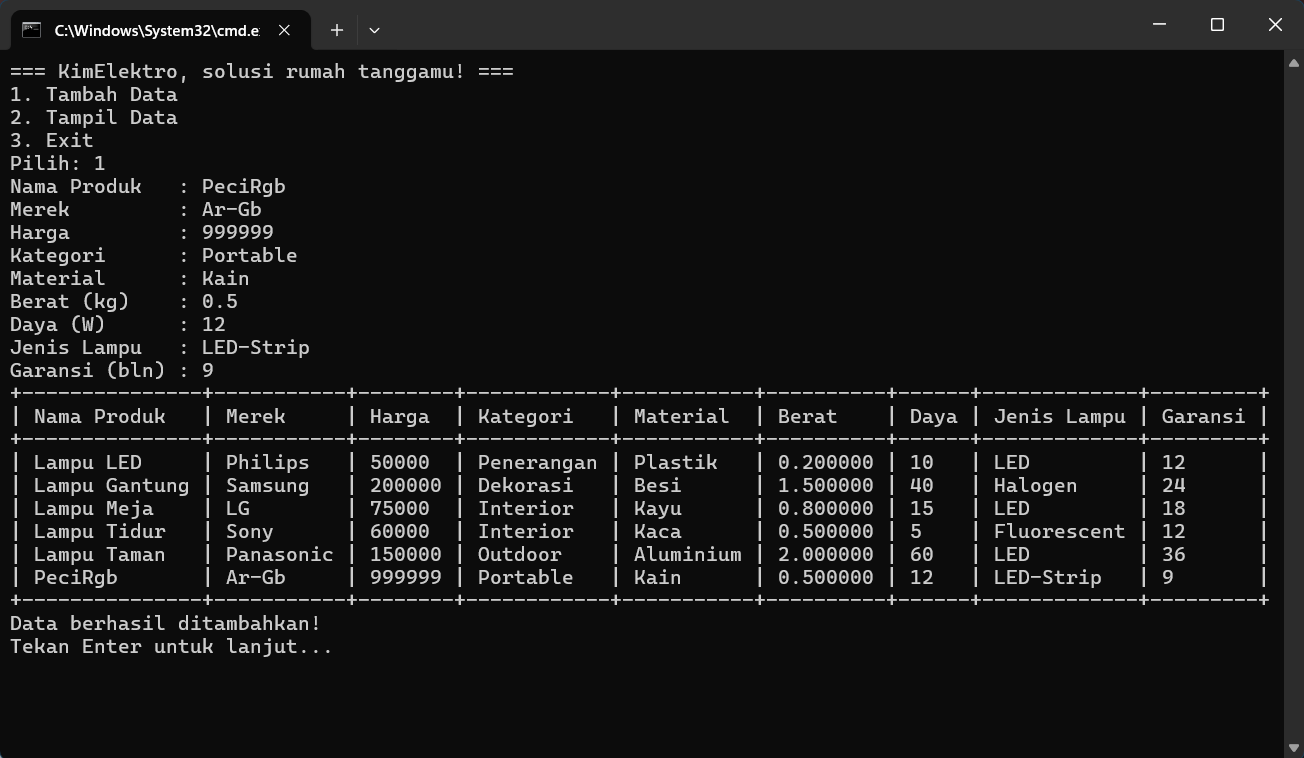 C:\Windows\System32\cmd.e
=== KimElektro, solusi rumah tanggamu! ===
1. Tambah Data
2. Tampil Data
3. Exit
Pilih: 1
Nama Produk   : PeciRgb
Merek         : Ar-Gb
Harga         : 999999
Kategori      : Portable
Material      : Kain
Berat (kg)    : 0.5
Daya (W)      : 12
Jenis Lampu   : LED-Strip
Garansi (bln) : 9
+---------------+-----------+--------+------------+-----------+----------+------+-------------+---------+
| Nama Produk   | Merek     | Harga  | Kategori   | Material  | Berat    | Daya | Jenis Lampu | Garansi |
+---------------+-----------+--------+------------+-----------+----------+------+-------------+---------+
| Lampu LED     | Philips   | 50000  | Penerangan | Plastik   | 0.200000 | 10   | LED         | 12      |
| Lampu Gantung | Samsung   | 200000 | Dekorasi   | Besi      | 1.500000 | 40   | Halogen     | 24      |
| Lampu Meja    | LG        | 75000  | Interior   | Kayu      | 0.800000 | 15   | LED         | 18      |
| Lampu Tidur   | Sony      | 60000  | Interior   | Kaca      | 0.500000 | 5    | Fluorescent | 12      |
| Lampu Taman   | Panasonic | 150000 | Outdoor    | Aluminium | 2.000000 | 60   | LED         | 36      |
| PeciRgb       | Ar-Gb     | 999999 | Portable   | Kain      | 0.500000 | 12   | LED-Strip   | 9       |
+---------------+-----------+--------+------------+-----------+----------+------+-------------+---------+
Data berhasil ditambahkan!
Tekan Enter untuk lanjut...